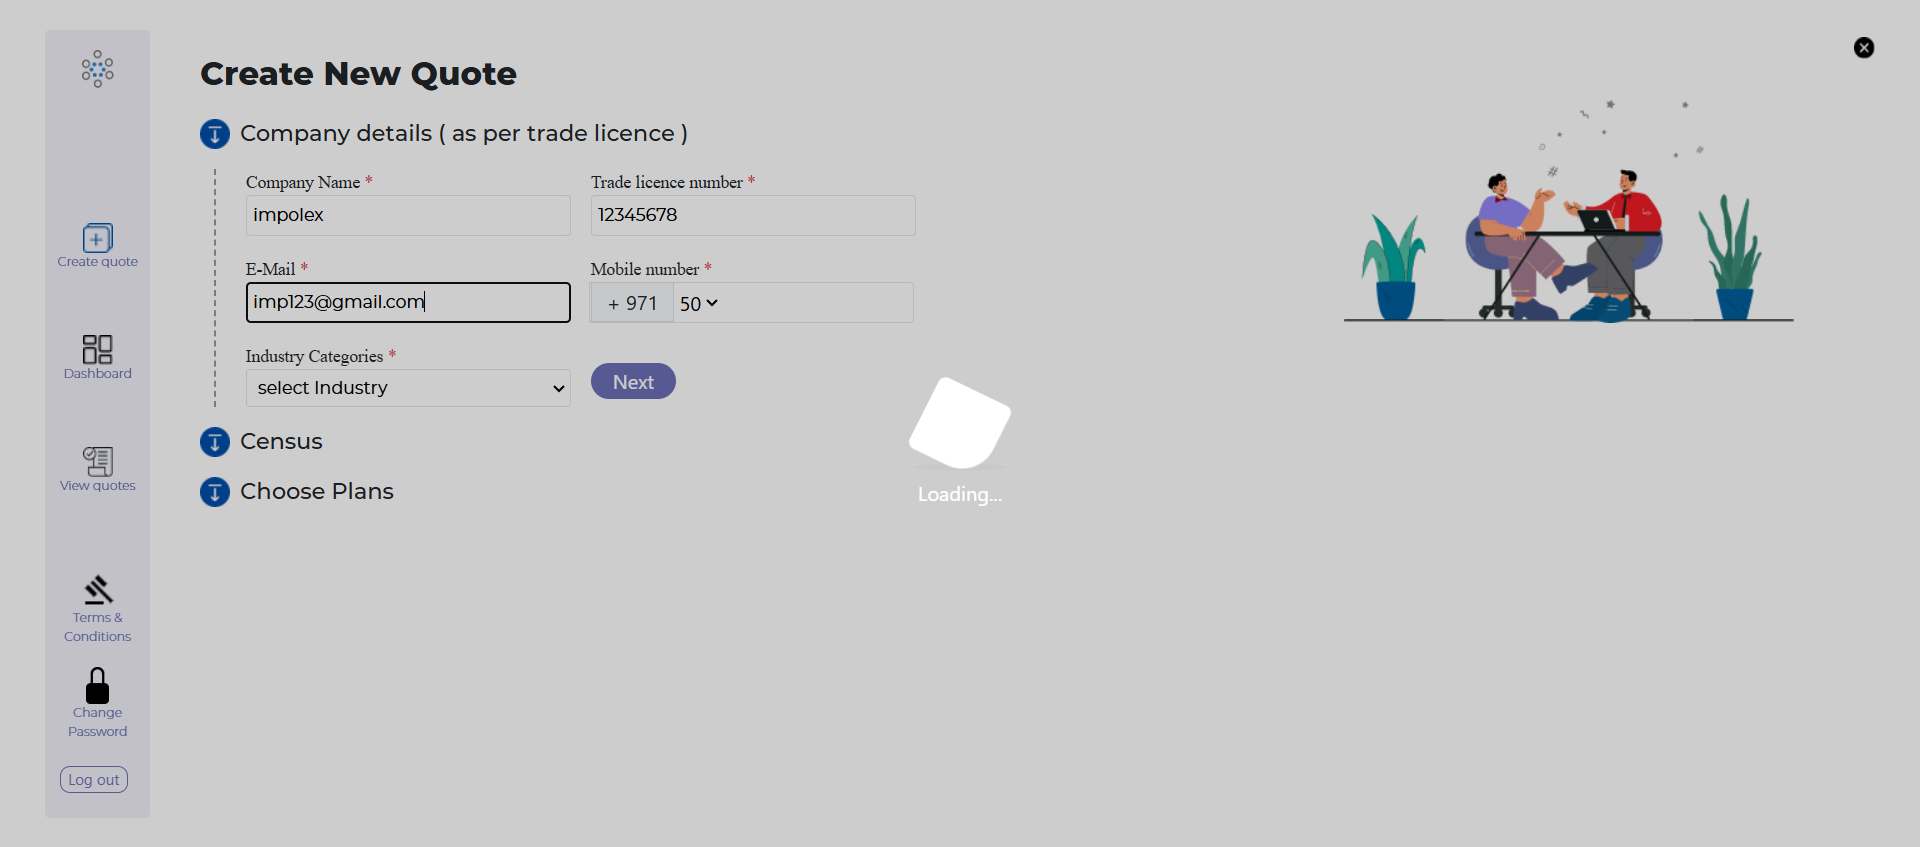 Create New Quote
Company details ( as per trade licence )
Company Name *
Trade licence number *
impolex
12345678
E-Mail *
Mobile number *
imp123@gmail.com
+ 971
50
Industry Categories *
select Industry
Next
Census
Choose Plans
Loading...
Create quote
Dashboard
View quotes
Terms &
Conditions
Change
Password
Log out